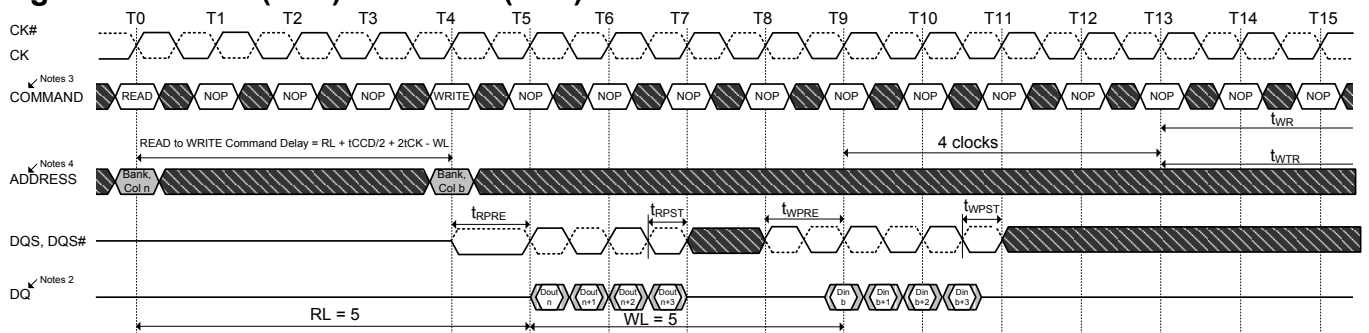 T0 T1 T2 T3 T4 T5 T6 T7 T8 T9 T10 T11 T12 T13 T14 T15
CK#
CK
Notes 3
COMMAND READ NOP NOP NOP WRITE NOP NOP NOP NOP NOP NOP NOP NOP NOP NOP NOP
tWR
READ to WRITE Command Delay = RL + tCCD/2 + 2tCK - WL
4 clocks
Notes 4
tWTR
ADDRESS Bank, Col n Bank, Col b
tRPRE tRPST tWPRE tWPST
DQS, DQS#
Notes 2
DQ Dout n Dout n+1 Dout n+2 Dout n+3 Din b Din b+1 Din b+2 Din b+3
RL = 5 WL = 5